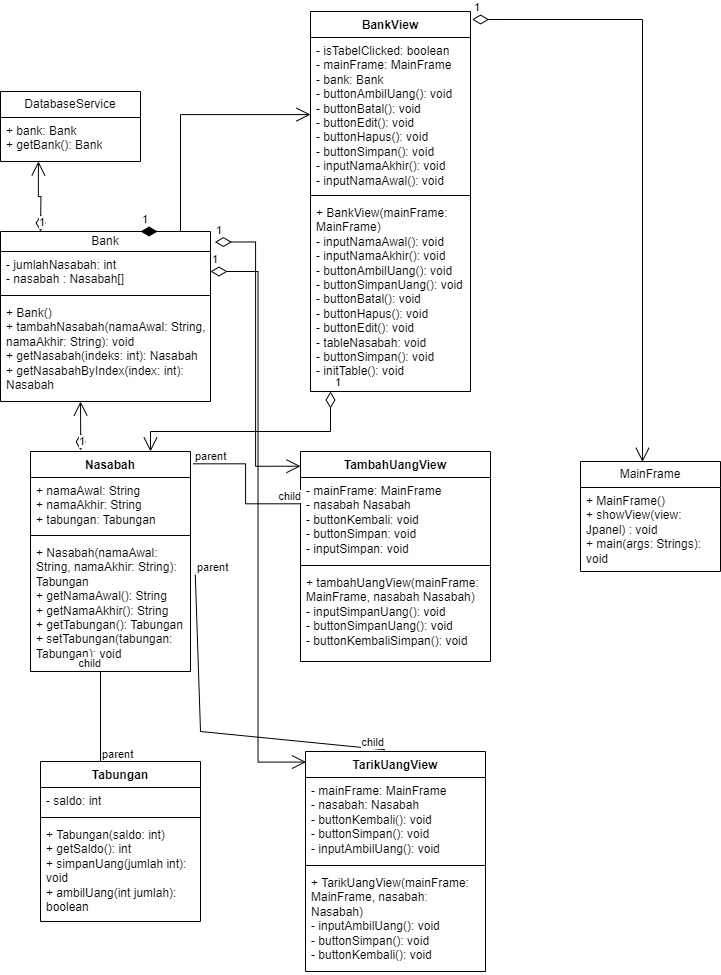 1
BankView
- isTabelClicked: boolean
- mainFrame: MainFrame
- bank: Bank
- buttonAmbilUang(): void
- buttonBatal(): void
- buttonEdit(): void
- buttonHapus(): void
- buttonSimpan(): void
- inputNamaAkhir(): void
- inputNamaAwal(): void
+ BankView(mainFrame:
MainFrame)
- inputNamaAwal(): void
- inputNamaAkhir(): void
- buttonAmbilUang(): void
- buttonSimpanUang(): void
- buttonBatal(): void
- buttonHapus(): void
- buttonEdit(): void
- tableNasabah: void
- buttonSimpan(): void
- initTable(): void
1
DatabaseService
+ bank: Bank
+ getBank(): Bank
1
1
1
1
Bank
- jumlahNasabah: int
- nasabah : Nasabah[]
+ Bank()
+ tambahNasabah(namaAwal: String,
namaAkhir: String): void
+ getNasabah(indeks: int): Nasabah
+ getNasabahByIndex(index: int):
Nasabah
1
Nasabah
+ namaAwal: String
+ namaAkhir: String
+ tabungan: Tabungan
+ Nasabah(namaAwal:
String, namaAkhir: String):
Tabungan
+ getNamaAwal(): String
+ getNamaAkhir(): String
+ getTabungan(): Tabungan
+ setTabungan(tabungan:
Tabungan): void
child
parent
child
parent
TambahUangView
- mainFrame: MainFrame
- nasabah Nasabah
- buttonKembali: void
- buttonSimpan: void
- inputSimpan: void
+ tambahUangView(mainFrame:
MainFrame, nasabah Nasabah)
- inputSimpanUang(): void
- buttonSimpanUang(): void
- buttonKembaliSimpan(): void
MainFrame
+ MainFrame()
+ showView(view:
Jpanel) : void
+ main(args: Strings):
void
parent
Tabungan
- saldo: int
+ Tabungan(saldo: int)
+ getSaldo(): int
+ simpanUang(jumlah int):
void
+ ambilUang(int jumlah):
boolean
child
TarikUangView
- mainFrame: MainFrame
- nasabah: Nasabah
- buttonKembali(): void
- buttonSimpan(): void
- inputAmbilUang(): void
+ TarikUangView(mainFrame:
MainFrame, nasabah:
Nasabah)
- inputAmbilUang(): void
- buttonSimpan(): void
- buttonKembali(): void